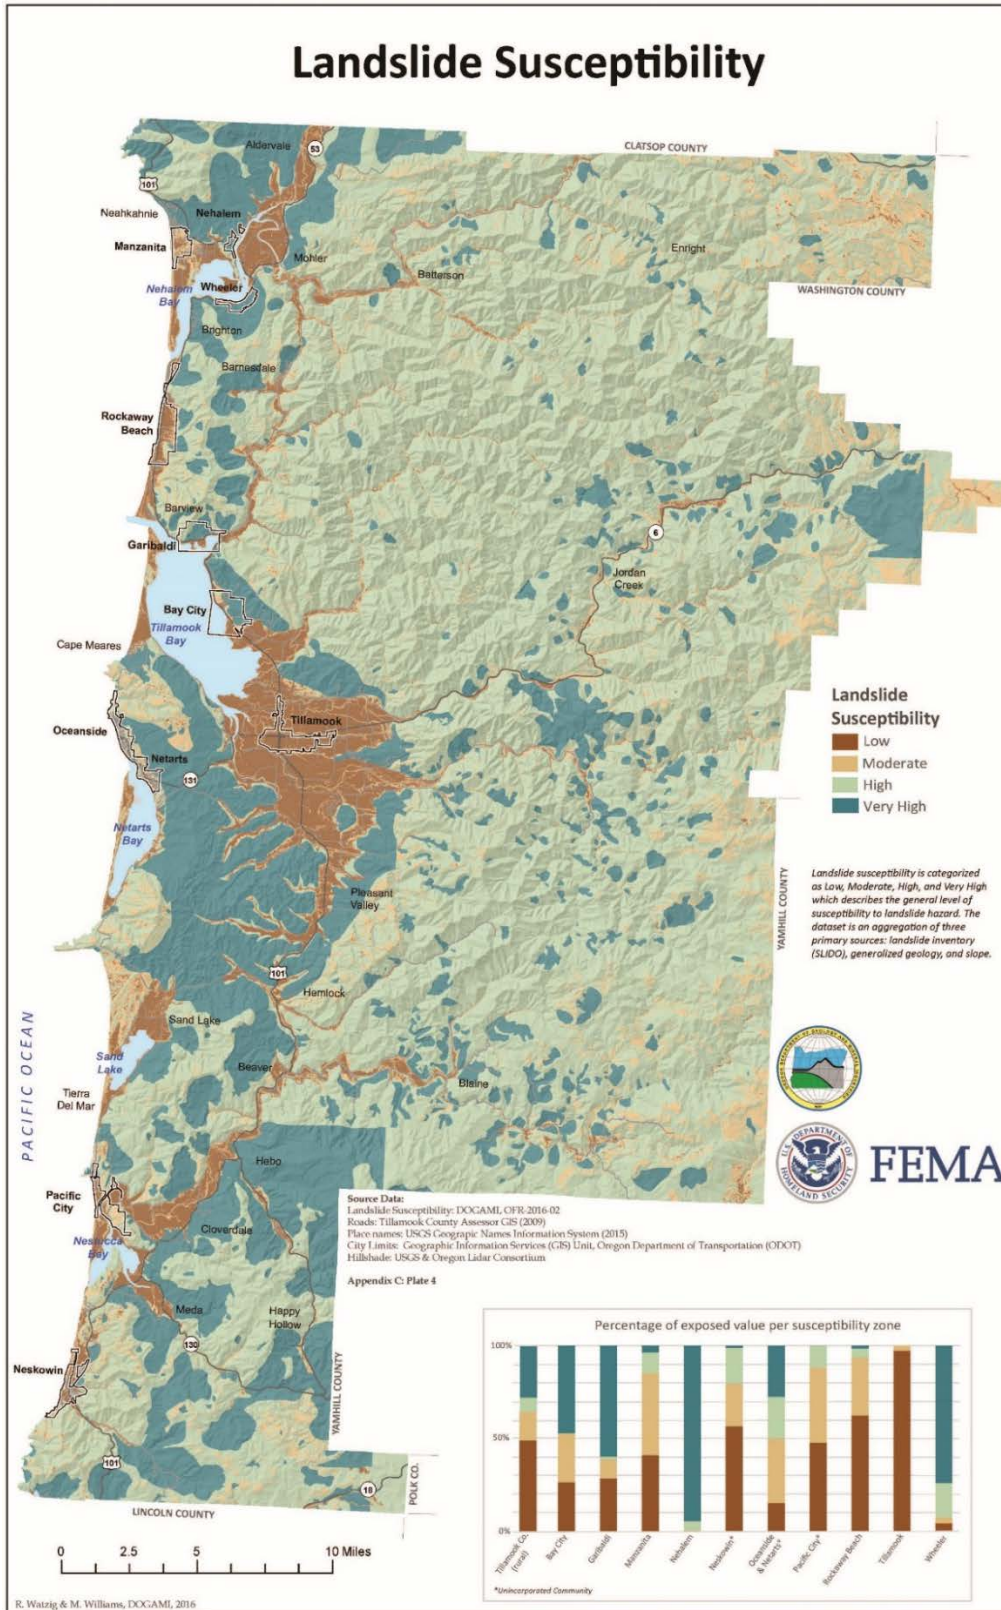 Landslide Susceptibility
CLATSOP COUNTY
Aldervale
53
101
Neahkahnie
Nehalem
Manzanita
Mohler
Enright
Batterson
Nehalem
Bay
Wheeler
WASHINGTON COUNTY
Brighton
Barnesdale
Rockaway
Beach
Barview
Garibaldi
6
Jordan
Creek
Bay City
Tillamook
Bay
Cape Meares
Landslide
Susceptibility
Low
Moderate
High
Very High
Tillamook
Oceanside
Netarts
131
Netarts
Bay
YAMHILL COUNTY
Landslide susceptibility is categorized
as Low, Moderate, High, and Very High
which describes the general level of
susceptibility to landslide hazard. The
dataset is an aggregation of three
primary sources: landslide inventory
(SLIDO), generalized geology, and slope.
Pleasant
Valley
101
Hemlock
PACIFIC OCEAN
Sand Lake
Sand
Lake
Beaver
Blaine
Tierra
Del Mar
U.S. DEPARTMENT OF
HOMELAND SECURITY
FEMA
Hebo
Pacific
City
Cloverdale
Nestucca
Bay
Source Data:
Landslide Susceptibility: DOGAMI, OFR-2016-02
Roads: Tillamook County Assessor GIS (2009)
Place names: USGS Geograpic Names Information System (2015)
City Limits: Geographic Information Services (GIS) Unit, Oregon Department of Transportation (ODOT)
Hillshade: USGS & Oregon Lidar Consortium
Appendix C: Plate 4
Meda
Happy
Hollow
130
Neskowin
YAMHILL COUNTY
101
18
POLK CO.
LINCOLN COUNTY
Percentage of exposed value per susceptibility zone
100%
50%
0%
Tillamook Co.
(rural)
Bay City
Garibaldi
Manzanita
Nehalem
Neskowin*
Oceanside
& Netarts*
Pacific City*
Rockaway Beach
Tillamook
Wheeler
*Unincorporated Community
0 2.5 5 10 Miles
R. Watzig & M. Williams, DOGAMI, 2016